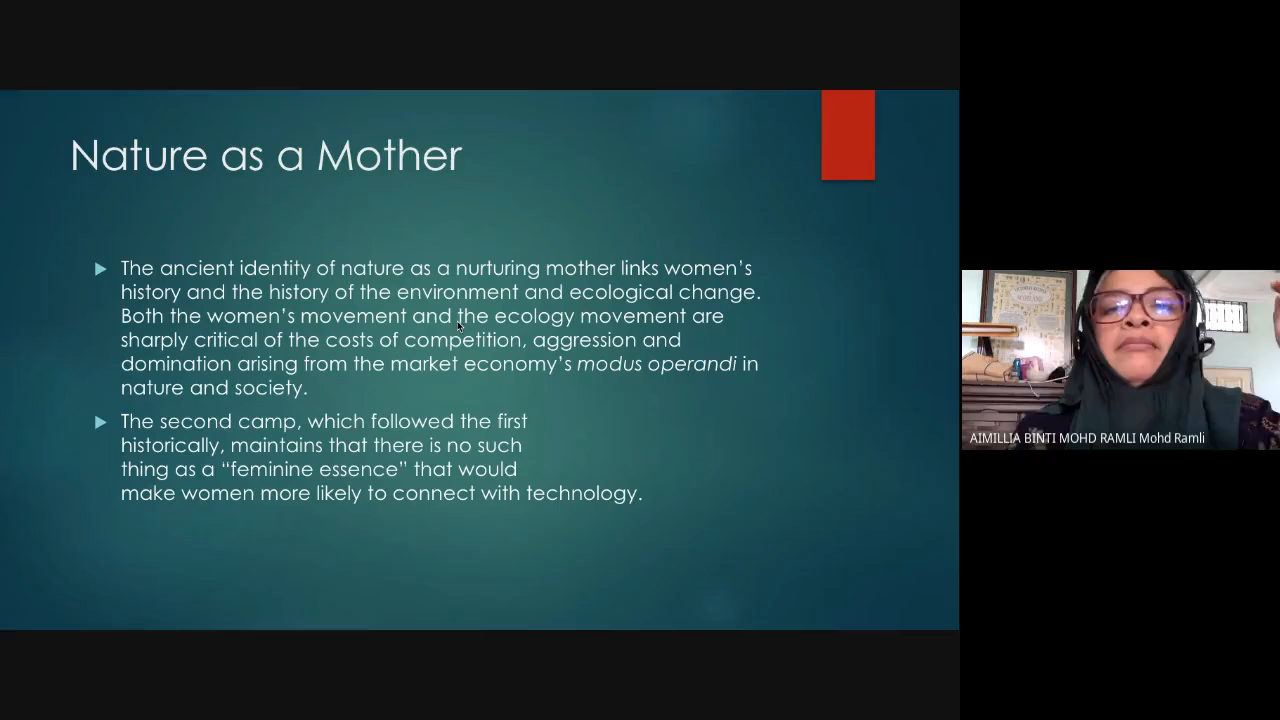 Nature as a Mother
The ancient identity of nature as a nurturing mother links women’s
history and the history of the environment and ecological change.
Both the women’s movement and the ecology movement are
sharply critical of the costs of competition, aggression and
domination arising from the market economy’s modus operandi in
nature and society.
The second camp, which followed the first
historically, maintains that there is no such
thing as a “feminine essence” that would
make women more likely to connect with technology.
AIMILLIA BINTI MOHD RAMLI Mohd Ramli